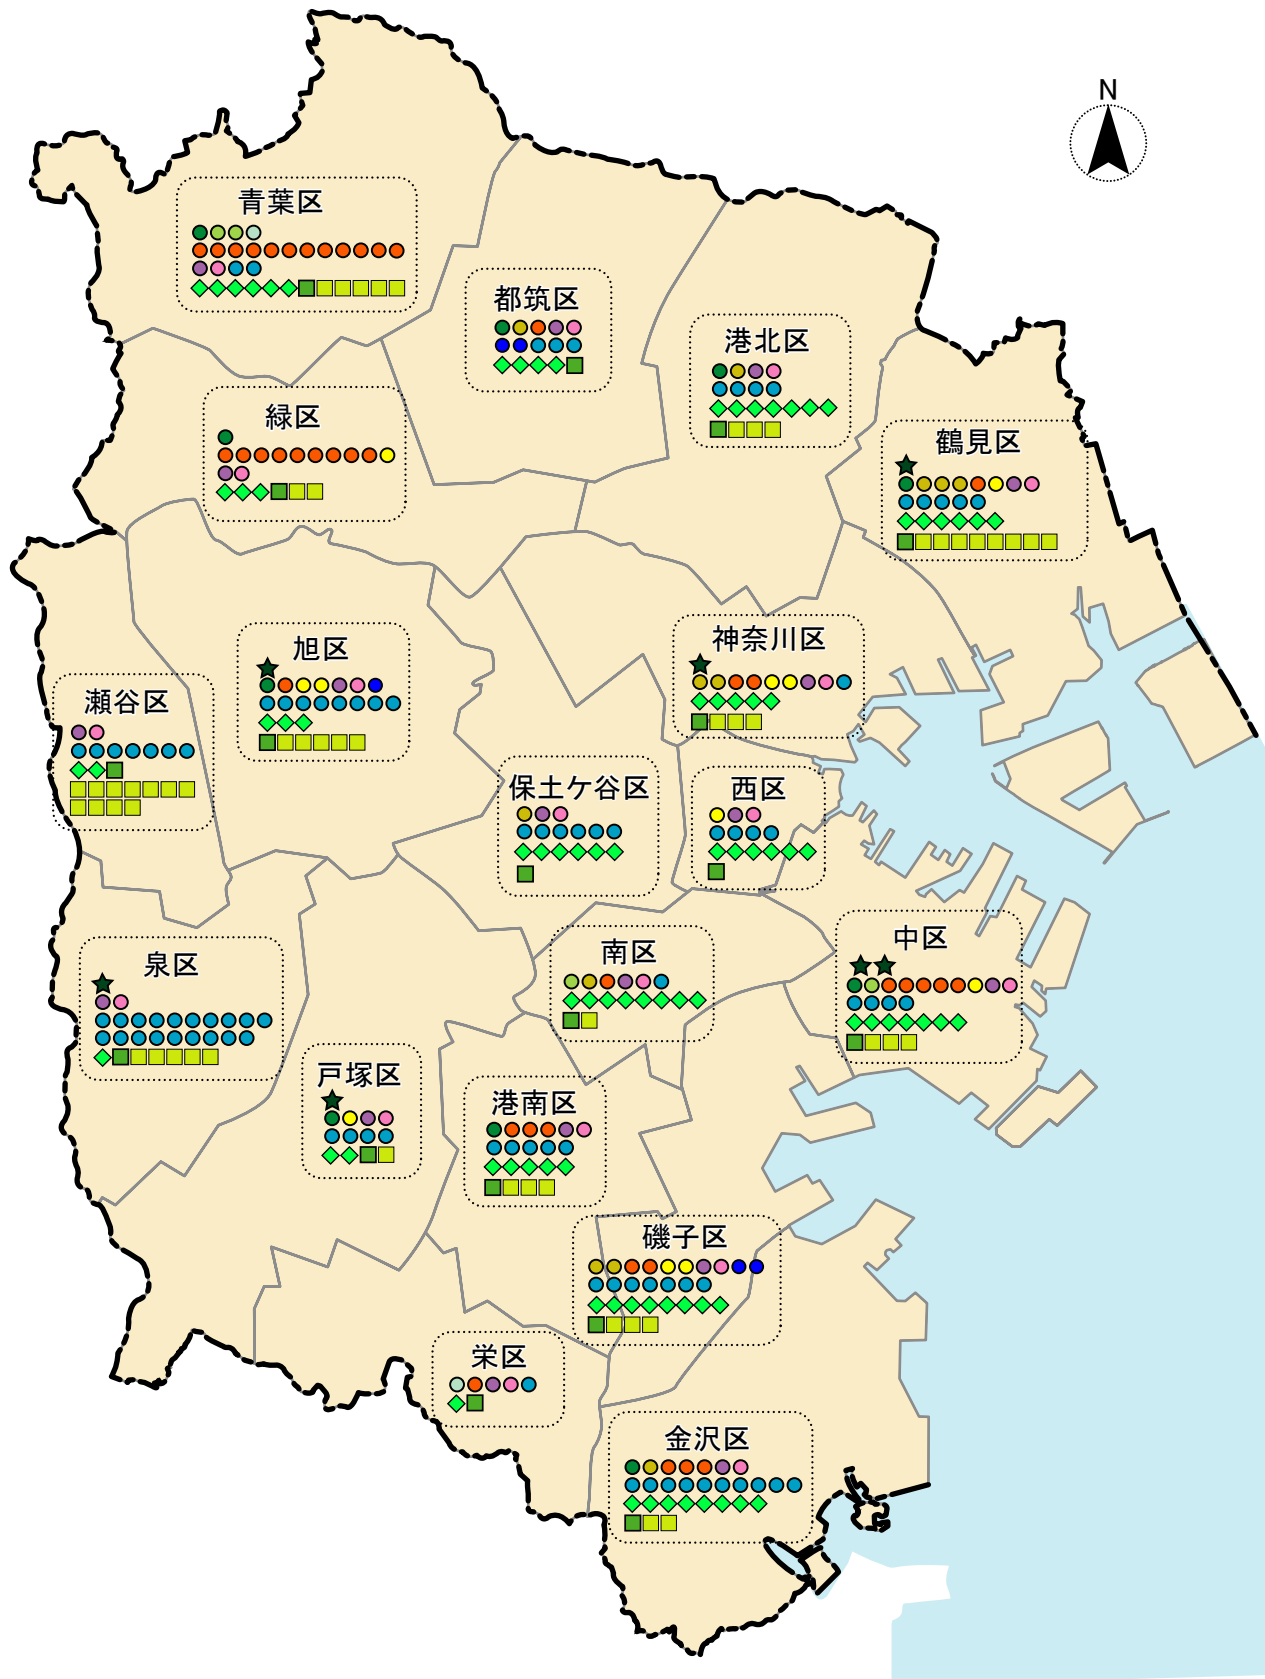 N
青葉区
都筑区
港北区
緑区
鶴見区
神奈川区
旭区
瀬谷区
保土ケ谷区
西区
中区
南区
泉区
戸塚区
港南区
磯子区
栄区
金沢区